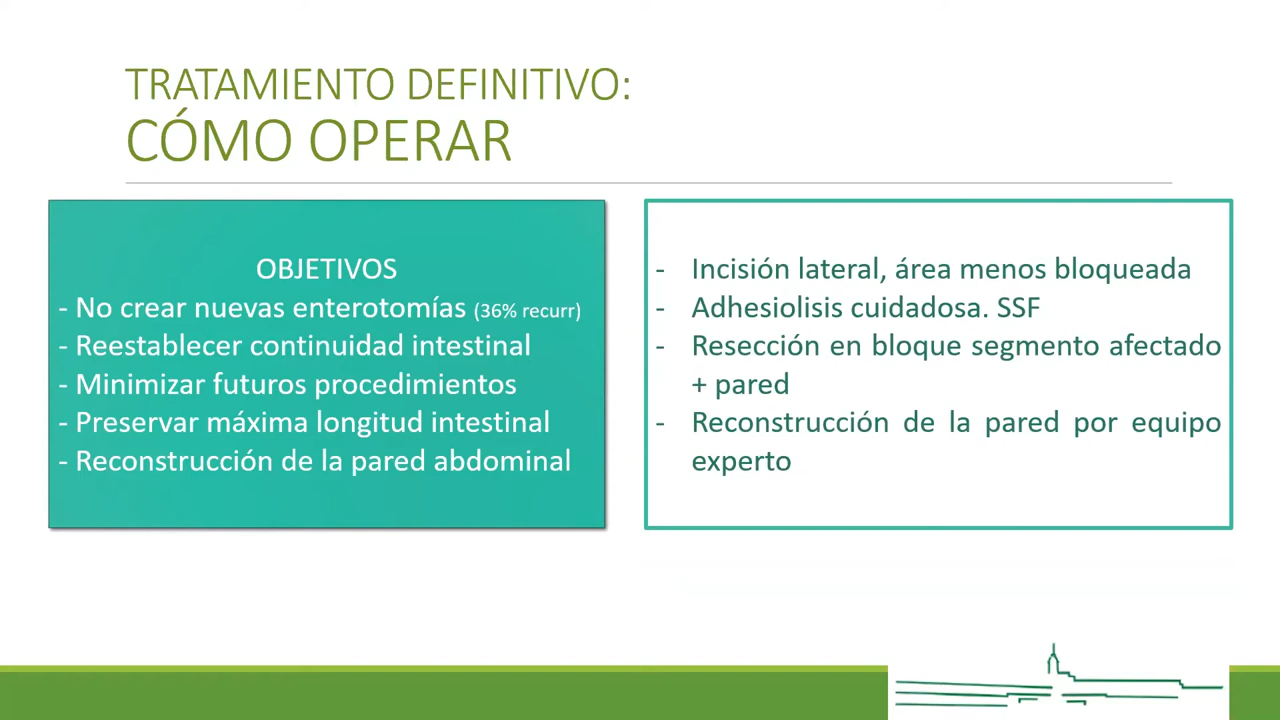 TRATAMIENTO DEFINITIVO:
CÓMO OPERAR
OBJETIVOS
- No crear nuevas enterotomías (36% recurr)
- Reestablecer continuidad intestinal
- Minimizar futuros procedimientos
- Preservar máxima longitud intestinal
- Reconstrucción de la pared abdominal
- Incisión lateral, área menos bloqueada
- Adhesiolisis cuidadosa. SSF
- Resección en bloque segmento afectado
+ pared
- Reconstrucción de la pared por equipo
experto